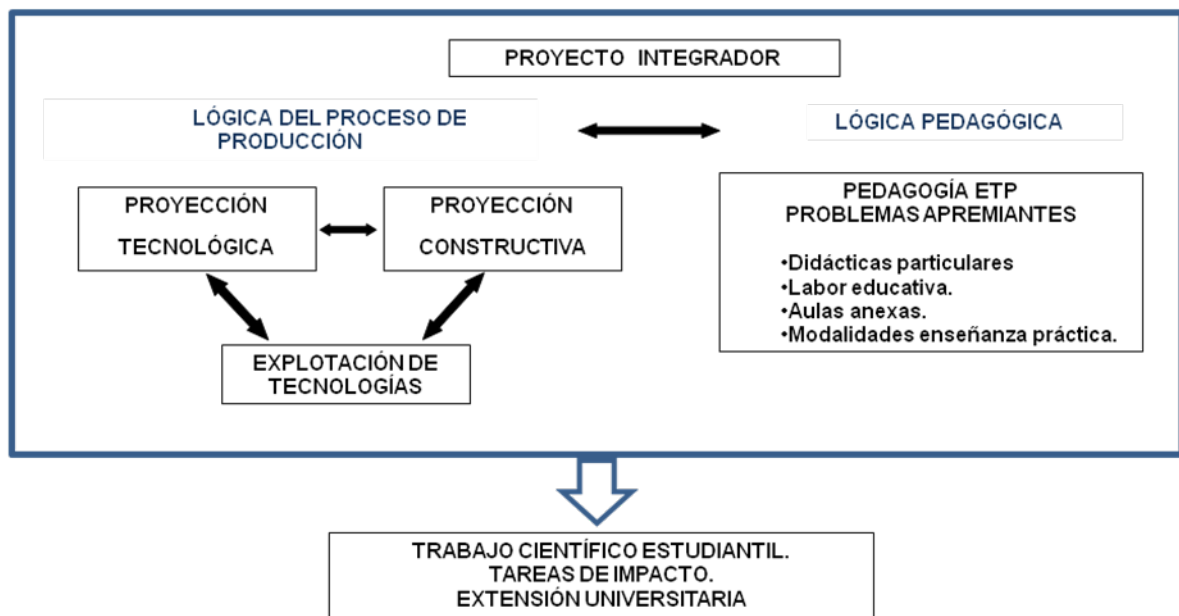 PROYECTO INTEGRADOR
LÓGICA DEL PROCESO DE
PRODUCCIÓN
LÓGICA PEDAGÓGICA
PROYECCIÓN
TECNOLÓGICA
PROYECCIÓN
CONSTRUCTIVA
EXPLOTACIÓN DE
TECNOLOGÍAS
PEDAGOGÍA ETP
PROBLEMAS APREMIANTES
•Didácticas particulares
•Labor educativa.
•Aulas anexas.
•Modalidades enseñanza práctica.
TRABAJO CIENTÍFICO ESTUDIANTIL.
TAREAS DE IMPACTO.
EXTENSIÓN UNIVERSITARIA